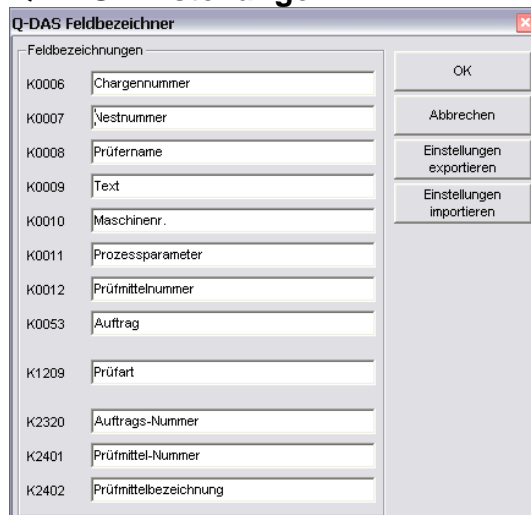 Q-DAS Feldbezeichner
Feldbezeichnungen
K0006 Chargennummer
K0007 Nestnummer
K0008 Prüfername
K0009 Text
K0010 Maschinenr.
K0011 Prozessparameter
K0012 Prüfmittelnummer
K0053 Auftrag
K1209 Prüfart
K2320 Auftrags-Nummer
K2401 Prüfmittel-Nummer
K2402 Prüfmittelbezeichnung
OK
Abbrechen
Einstellungen
exportieren
Einstellungen
importieren